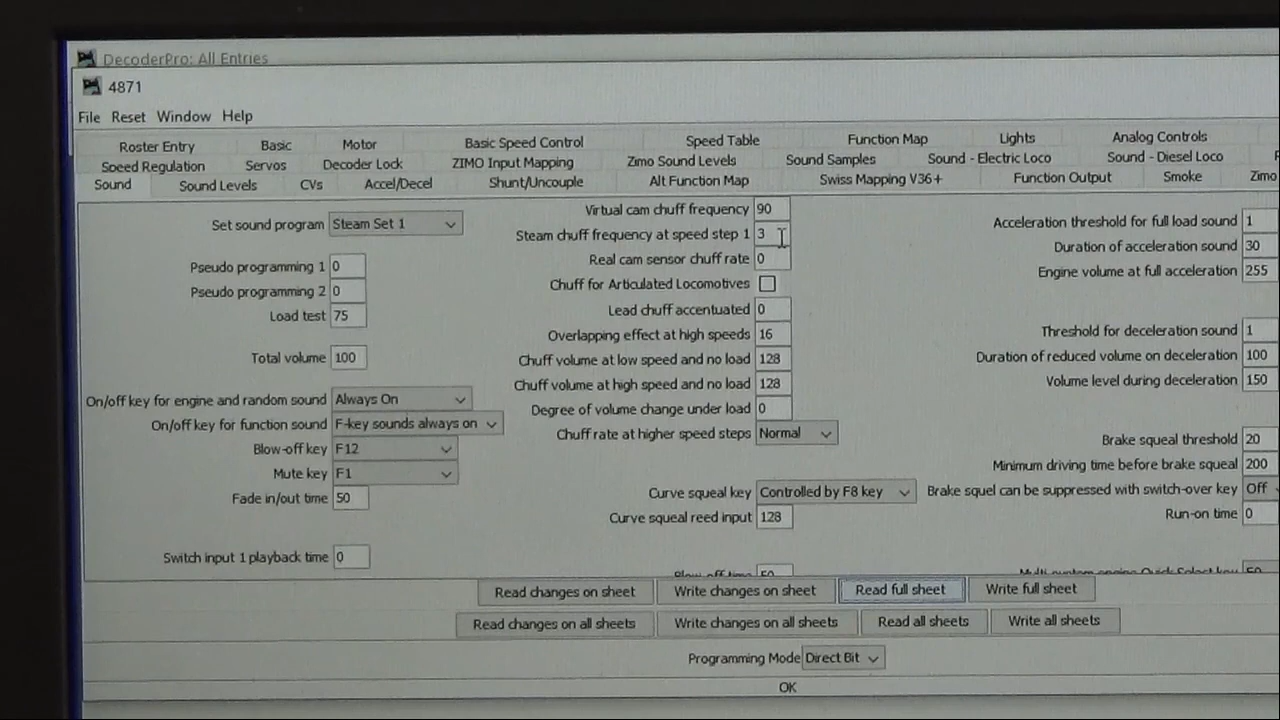 DecoderPro: All Entries
4871
File Reset Window Help
Roster Entry Basic Motor Basic Speed Control Speed Table Function Map Lights Analog Controls
Speed Regulation Servos Decoder Lock ZIMO Input Mapping Zimo Sound Levels Sound Samples Sound - Electric Loco Sound - Diesel Loco
Sound Sound Levels CVs Accel/Decel Shunt/Uncouple Alt Function Map Swiss Mapping V36+ Function Output Smoke Zimo
Set sound program Steam Set 1
Pseudo programming 1 0
Pseudo programming 2 0
Load test 75
Total volume 100
On/off key for engine and random sound Always On
On/off key for function sound F-key sounds always on
Blow-off key F12
Mute key F1
Fade in/out time 50
Switch input 1 playback time 0
Virtual cam chuff frequency 90
Steam chuff frequency at speed step 1 3
Real cam sensor chuff rate 0
Chuff for Articulated Locomotives
Lead chuff accentuated 0
Overlapping effect at high speeds 16
Chuff volume at low speed and no load 128
Chuff volume at high speed and no load 128
Degree of volume change under load 0
Chuff rate at higher speed steps Normal
Curve squeal key Controlled by F8 key
Curve squeal reed input 128
Blow-off time 50
Acceleration threshold for full load sound 1
Duration of acceleration sound 30
Engine volume at full acceleration 255
Threshold for deceleration sound 1
Duration of reduced volume on deceleration 100
Volume level during deceleration 150
Brake squeal threshold 20
Minimum driving time before brake squeal 200
Brake squel can be suppressed with switch-over key Off
Run-on time 0
Read changes on sheet Write changes on sheet Read full sheet Write full sheet
Read changes on all sheets Write changes on all sheets Read all sheets Write all sheets
Programming Mode Direct Bit
OK